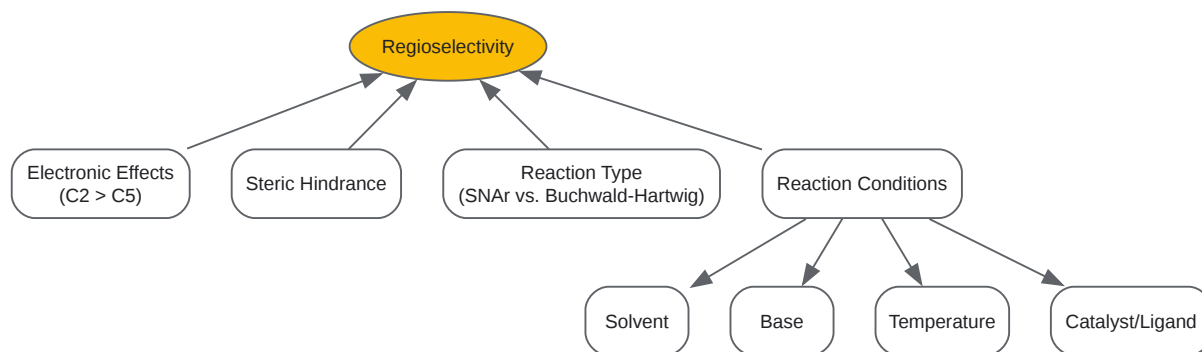 Regioselectivity
Electronic Effects
(C2 > C5)
Steric Hindrance
Reaction Type
(SNAr vs. Buchwald-Hartwig)
Reaction Conditions
Solvent
Base
Temperature
Catalyst/Ligand